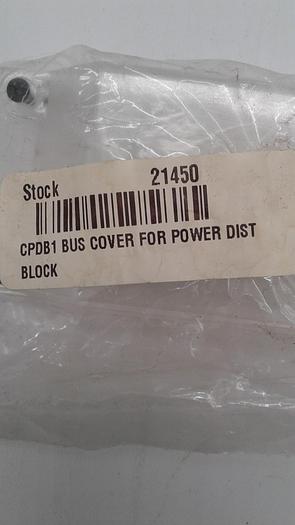 Stock 21450
CPDB1 BUS COVER FOR POWER DIST
BLOCK